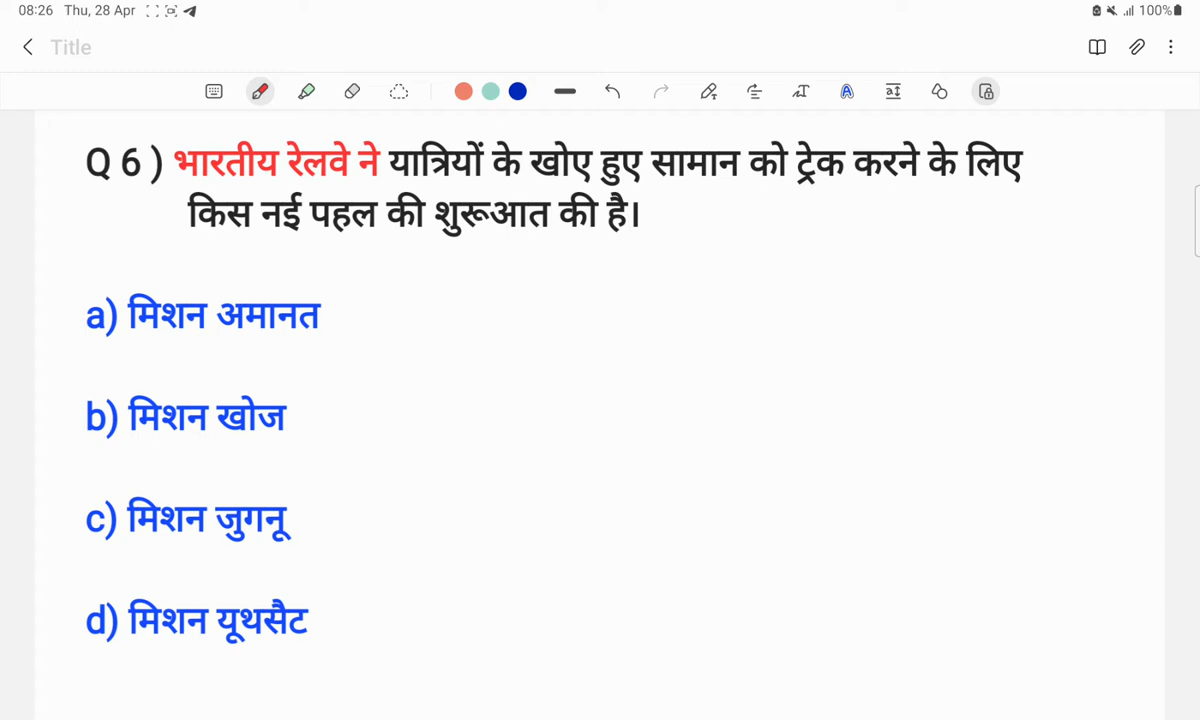 08:26 Thu, 28 Apr 100%
Title
Q 6 ) भारतीय रेलवे ने यात्रियों के खोए हुए सामान को ट्रेक करने के लिए
किस नई पहल की शुरूआत की है।
a) मिशन अमानत
b) मिशन खोज
c) मिशन जुगनू
d) मिशन यूथसैट